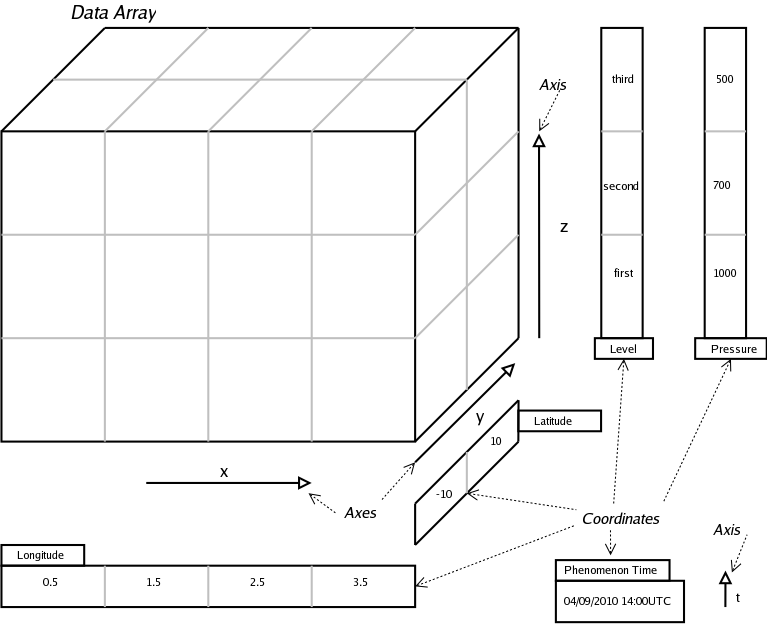 Data Array
Axis
z
third
second
first
Level
500
700
1000
Pressure
y
10
-10
Latitude
x
Axes
Coordinates
Longitude
0.5 1.5 2.5 3.5
Phenomenon Time
04/09/2010 14:00UTC
Axis
t